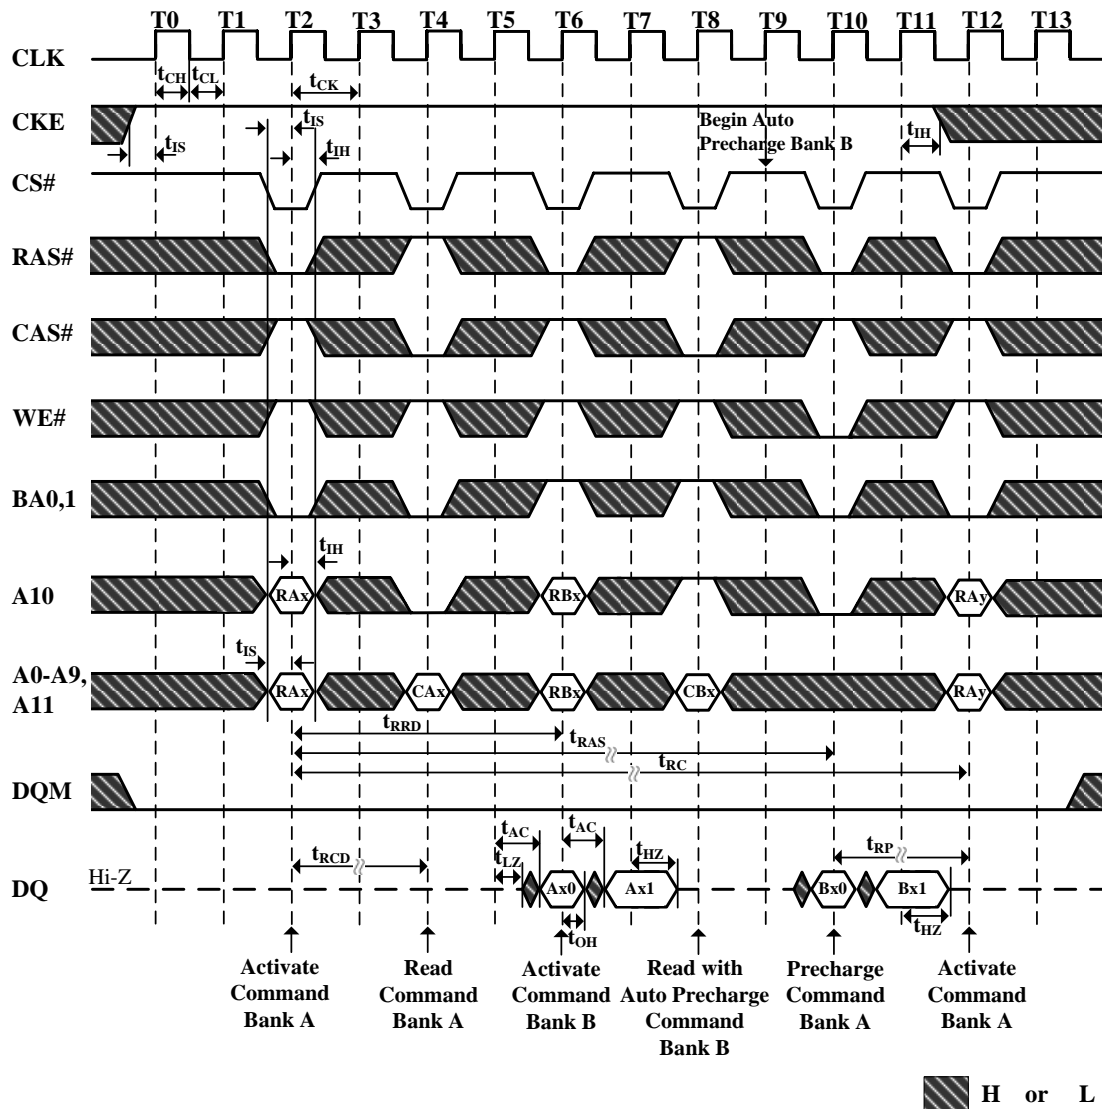 T0 T1 T2 T3 T4 T5 T6 T7 T8 T9 T10 T11 T12 T13
CLK
tCH tCL tCK
CKE
tIS
tIS
tIH
Begin Auto
Precharge Bank B
tIH
CS#
RAS#
CAS#
WE#
BA0,1
tIH
A10
RAx RBx RAy
tIS
A0-A9,
A11
RAx CAx RBx CBx RAy
tRRD
tRAS
tRC
DQM
tAC tAC
tRCD
tLZ
tHZ
tRP
Hi-Z
DQ
Ax0 Ax1 Bx0 Bx1
tOH
tHZ
Activate
Command
Bank A
Read
Command
Bank A
Activate
Command
Bank B
Read with
Auto Precharge
Command
Bank B
Precharge
Command
Bank A
Activate
Command
Bank A
H or L